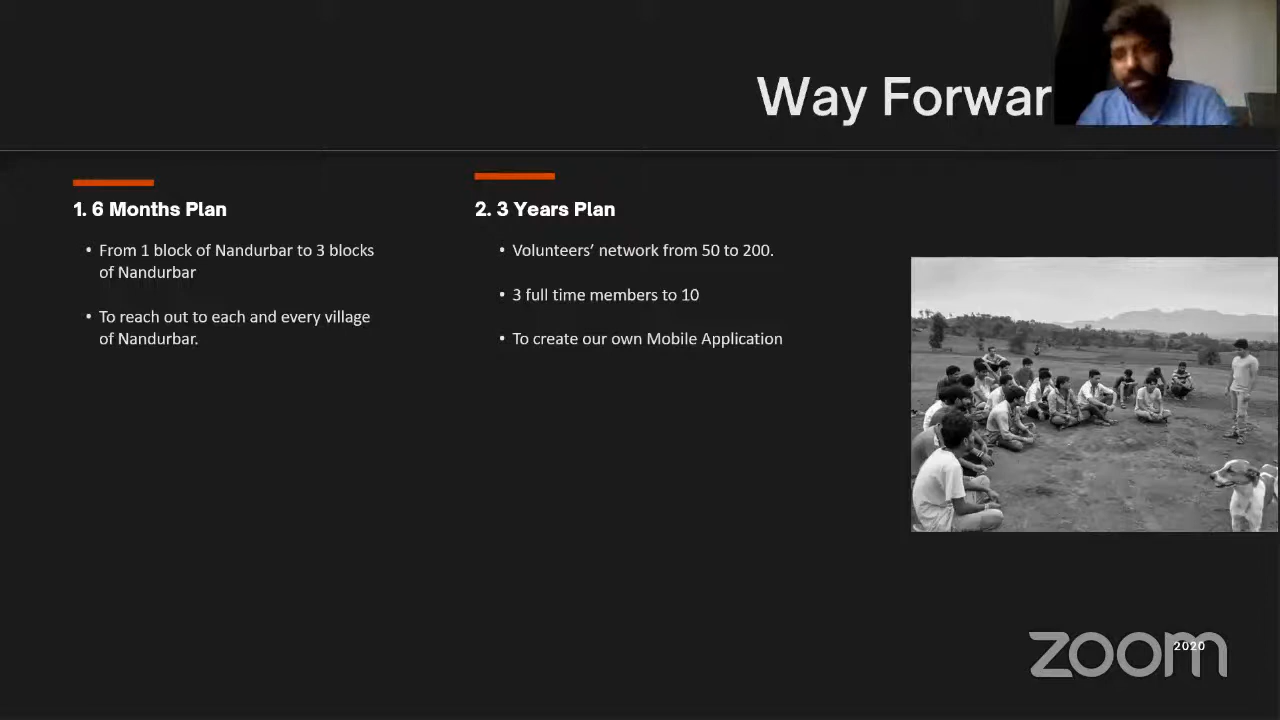 Way Forwar
1. 6 Months Plan
• From 1 block of Nandurbar to 3 blocks
of Nandurbar
• To reach out to each and every village
of Nandurbar.
2. 3 Years Plan
• Volunteers’ network from 50 to 200.
• 3 full time members to 10
• To create our own Mobile Application
zoom
2020